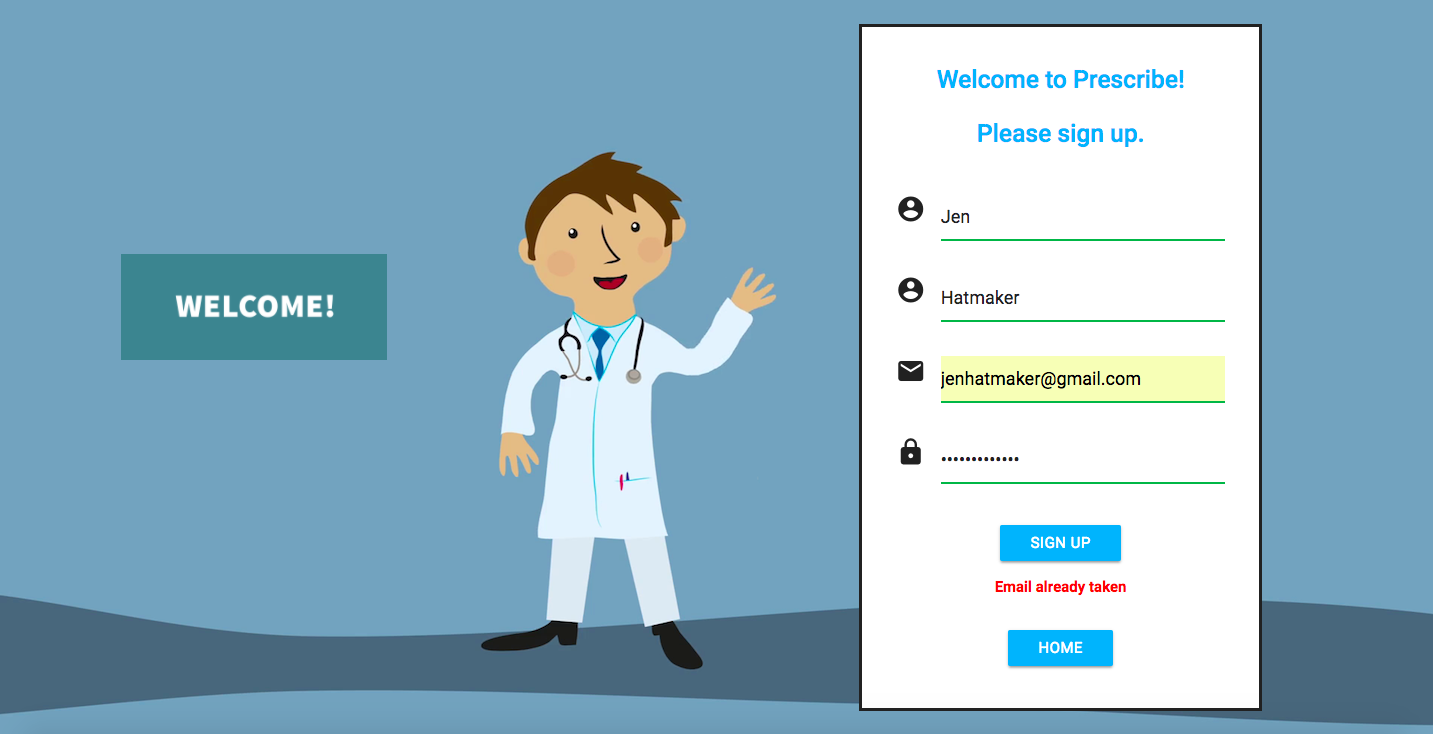 WELCOME!
Welcome to Prescribe!
Please sign up.
Jen
Hatmaker
jenhatmaker@gmail.com
•••••••••••••
SIGN UP
Email already taken
HOME